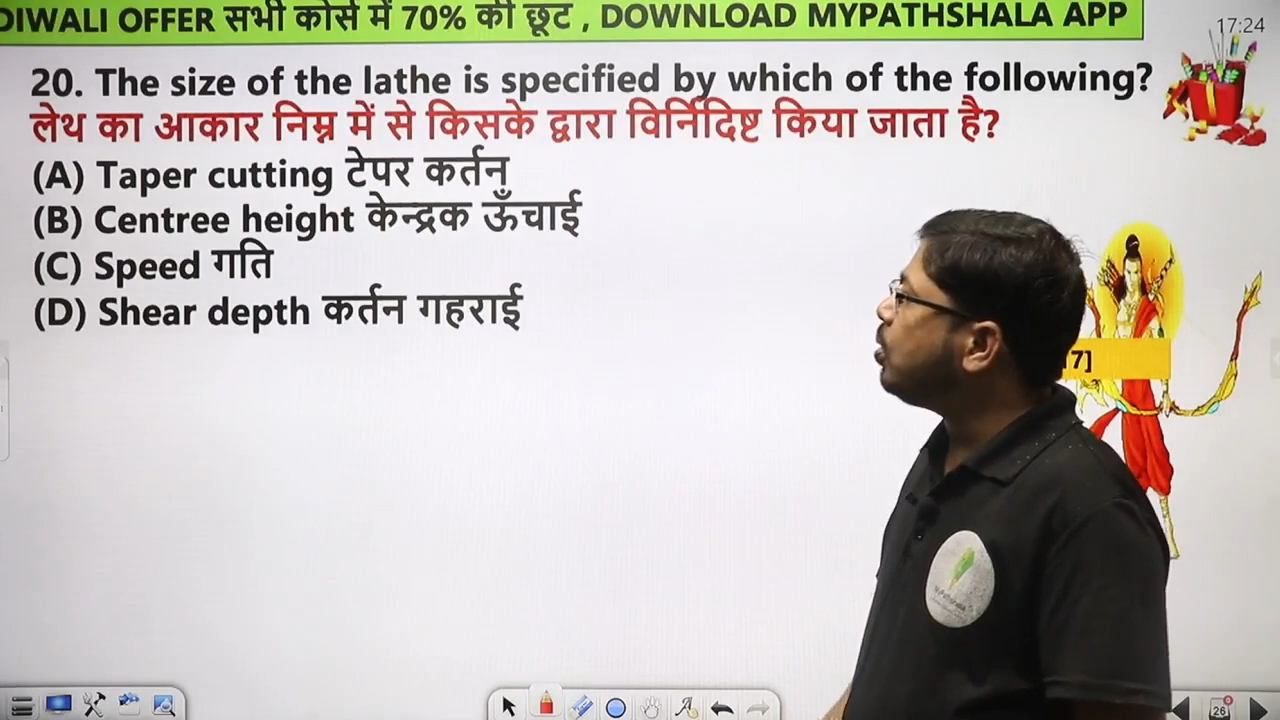 DIWALI OFFER सभी कोर्स में 70% की छूट , DOWNLOAD MYPATHSHALA APP
17:24
20. The size of the lathe is specified by which of the following?
लेथ का आकार निम्न में से किसके द्वारा विर्निदिष्ट किया जाता है?
(A) Taper cutting टेपर कर्तन
(B) Centree height केन्द्रक ऊँचाई
(C) Speed गति
(D) Shear depth कर्तन गहराई
7]
26